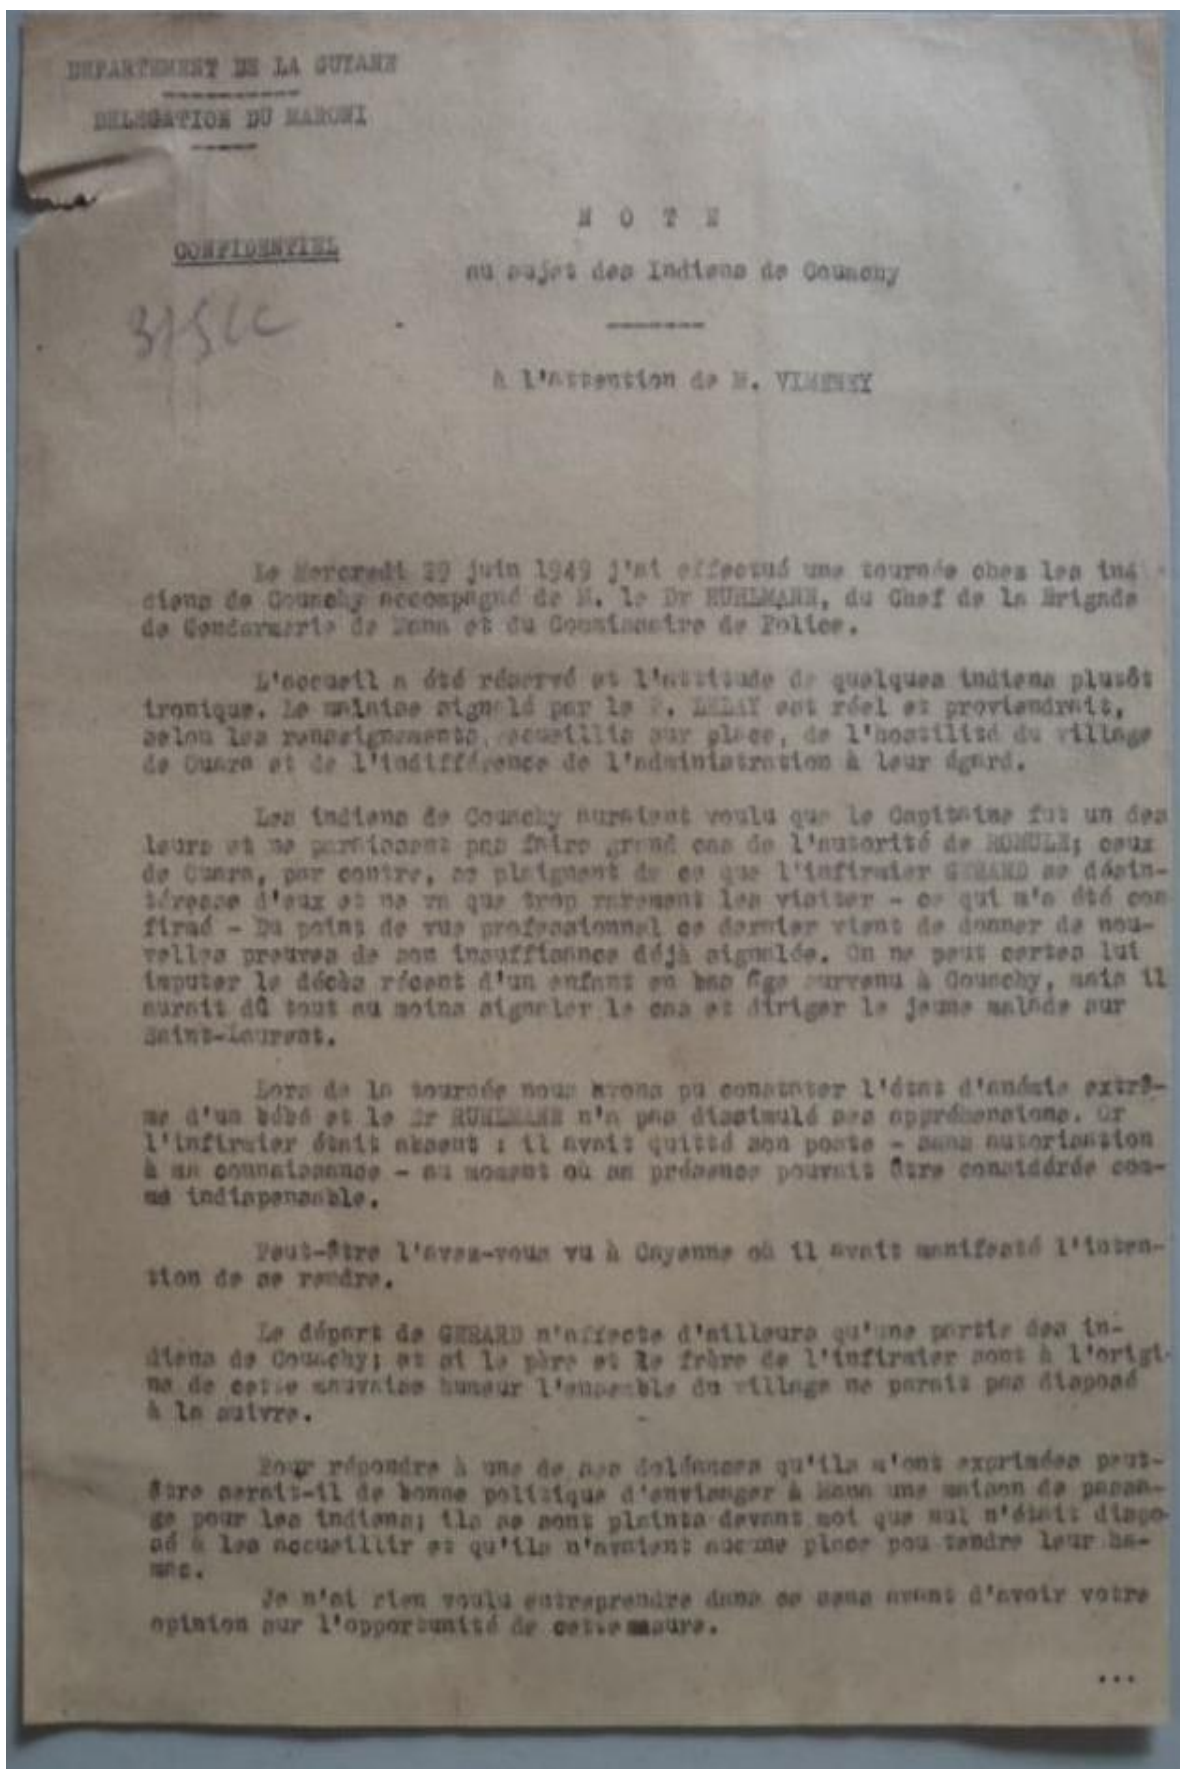 DEPARTEMENT DE LA GUYANE
DELEGATION DU MARONI
CONFIDENTIEL
N O T E
au sujet des Indiens de Couachy
à l'Attention de M. VIMENEY
Le Mercredi 29 juin 1949 j'ai effectué une tournée chez les in
diens de Couachy accompagné de M. le Dr RUHLMANN, du Chef de la Brigade
de Gendarmerie de Mana et du Commissaire de Police.
L'accueil a été réservé et l'attitude de quelques indiens plutôt
ironique. Le malaise signalé par le P. est réel et proviendrait,
selon les renseignements recueillis sur place, de l'hostilité du village
de Ouara et de l'indifférence de l'administration à leur égard.
Les indiens de Couachy auraient voulu que le Capitaine fut un des
leurs et ne paraissent pas faire grand cas de l'autorité de ROMULE; ceux
de Ouara, par contre, se plaignent de ce que l'infirmier GERARD se désin-
téresse d'eux et ne va que trop rarement les visiter - ce qui m'a été con
firmé - Du point de vue professionnel ce dernier vient de donner de nou-
velles preuves de son insuffisance déjà signalée. On ne peut certes lui
imputer le décès récent d'un enfant en bas âge survenu à Couachy, mais il
aurait dû tout au moins signaler le cas et diriger le jeune malade sur
Saint-Laurent.
Lors de la tournée nous avons pu constater l'état d'anémie extrê-
me d'un bébé et le Dr RUHLMANN n'a pas dissimulé ses appréhensions. Or
l'infirmier était absent : il avait quitté son poste - sans autorisation
à ma connaissance - au moment où sa présence pouvait être considérée com-
me indispensable.
Peut-être l'avez-vous vu à Cayenne où il avait manifesté l'inten-
tion de se rendre.
Le départ de GERARD n'affecte d'ailleurs qu'une partie des in-
diens de Couachy; et si le père et le frère de l'infirmier sont à l'origi-
ne de cette mauvaise humeur l'ensemble du village ne parait pas disposé
à la suivre.
Pour répondre à une de ses doléances qu'ils m'ont exprimées peut-
être serait-il de bonne politique d'envisager à Mana une maison de passa-
ge pour les indiens; ils se sont plaints devant moi que nul n'était dispo-
sé à les accueillir et qu'ils n'avaient aucune place pou tendre leur ha-
mac.
Je n'ai rien voulu entreprendre dans ce sens avant d'avoir votre
opinion sur l'opportunité de cette masure.
...